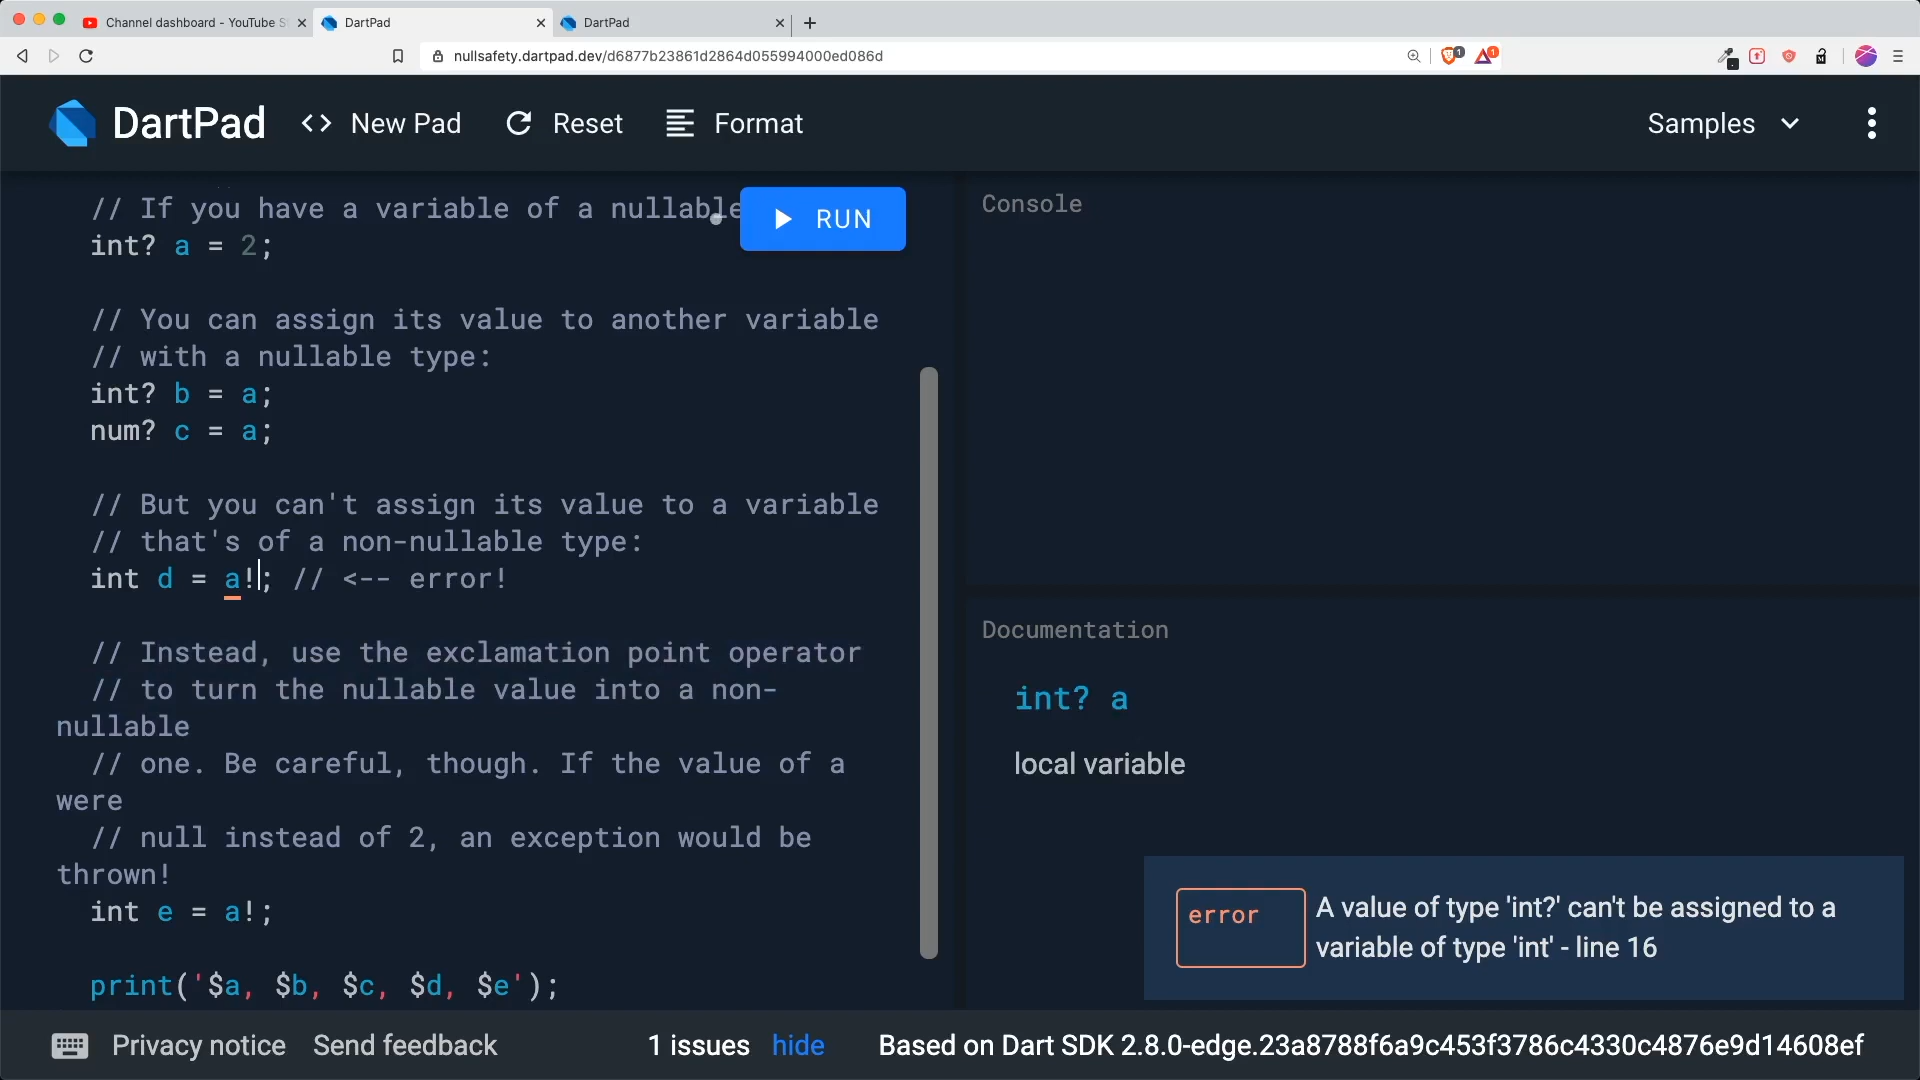 Channel dashboard - YouTube S
DartPad
DartPad
nullsafety.dartpad.dev/d6877b23861d2864d055994000ed086d
1
1
DartPad
<> New Pad
Reset
Format
Samples
// If you have a variable of a nullable
RUN
int? a = 2;
// You can assign its value to another variable
// with a nullable type:
int? b = a;
num? c = a;
// But you can't assign its value to a variable
// that's of a non-nullable type:
int d = a!; // <-- error!
// Instead, use the exclamation point operator
// to turn the nullable value into a non-
nullable
// one. Be careful, though. If the value of a
were
// null instead of 2, an exception would be
thrown!
int e = a!;
print('$a, $b, $c, $d, $e');
Console
Documentation
int? a
local variable
error
A value of type 'int?' can't be assigned to a
variable of type 'int' - line 16
Privacy notice
Send feedback
1 issues
hide
Based on Dart SDK 2.8.0-edge.23a8788f6a9c453f3786c4330c4876e9d14608ef